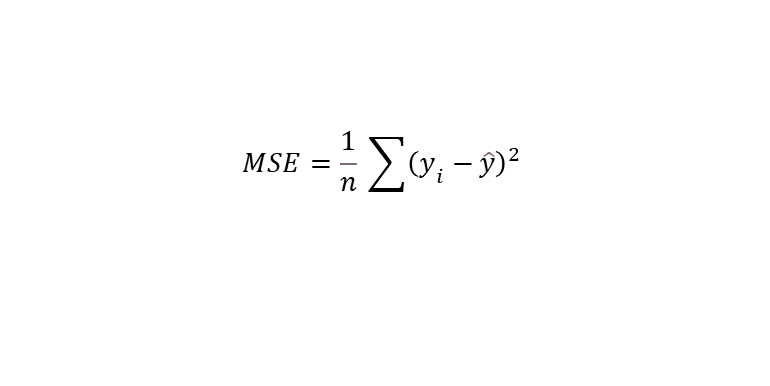 MSE = 1/n ∑(y_i − ŷ)²